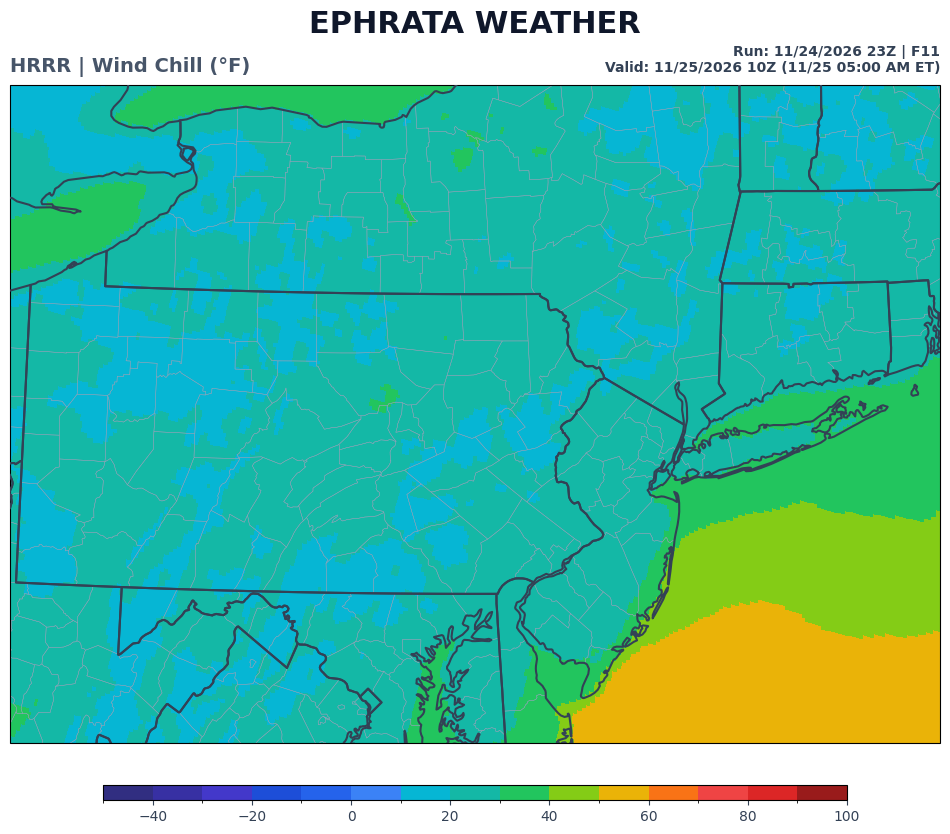 EPHRATA WEATHER
HRRR | Wind Chill (°F)
Run: 11/24/2026 23Z | F11
Valid: 11/25/2026 10Z (11/25 05:00 AM ET)
−40 −20 0 20 40 60 80 100